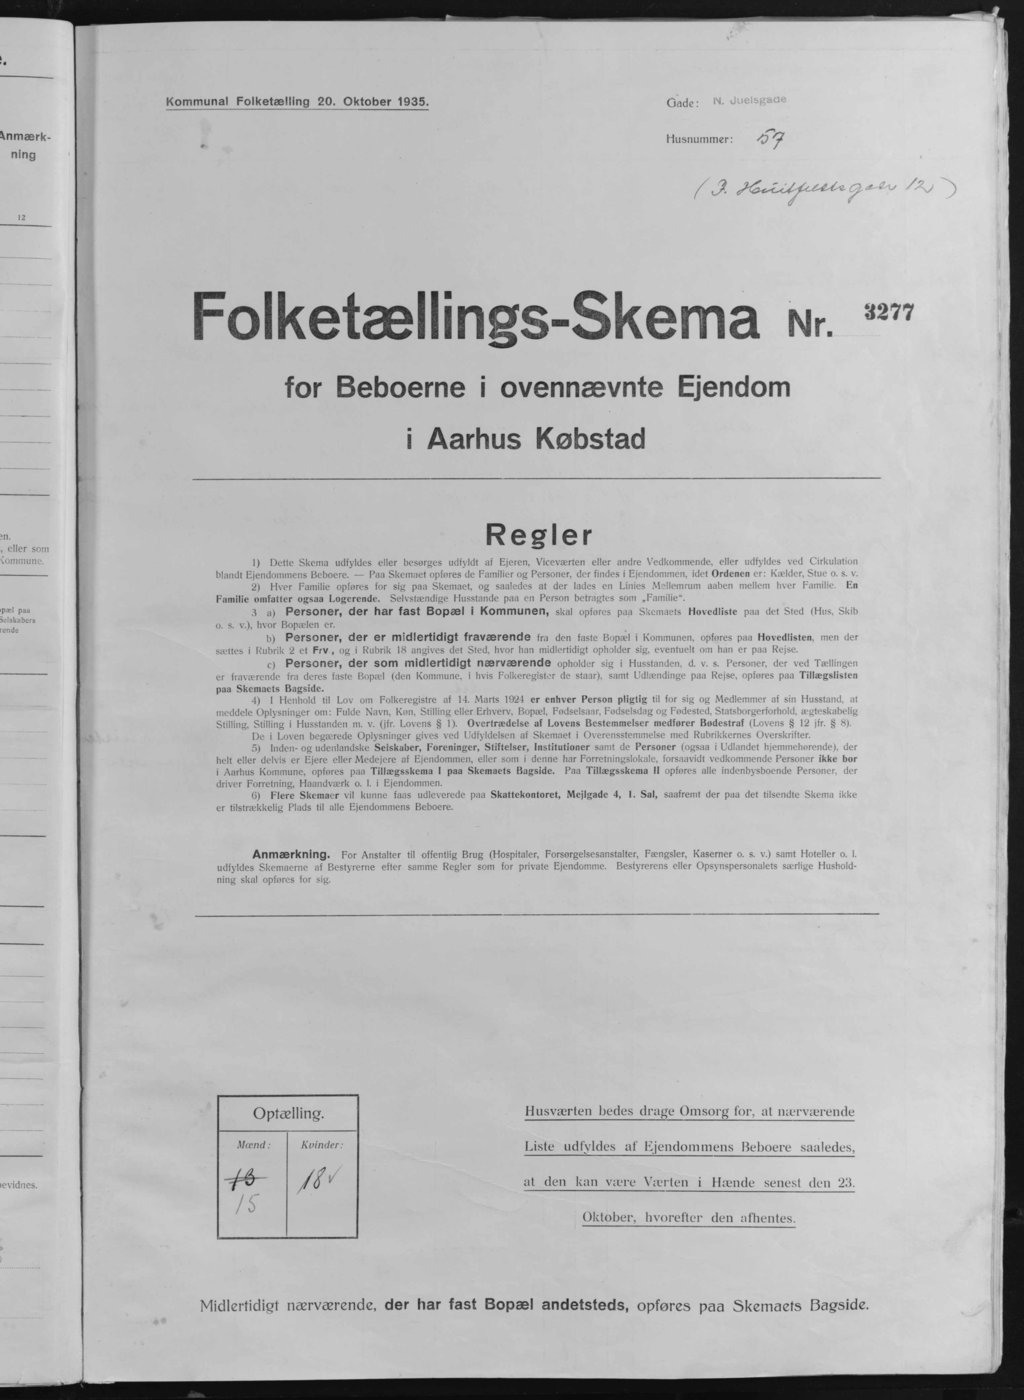 Anmærk-
ning
12
en.
, eller som
Kommune.
opæl paa
Selskabers
rende
evidnes.
Kommunal Folketælling 20. Oktober 1935.
Gade: N. Juelsgade
Husnummer: 57
( I. Huitfeldtsgade 12 )
Folketællings-Skema Nr. 3277
for Beboerne i ovennævnte Ejendom
i Aarhus Købstad
Regler
1) Dette Skema udfyldes eller besørges udfyldt af Ejeren, Viceværten eller andre Vedkommende, eller udfyldes ved Cirkulation
blandt Ejendommens Beboere. — Paa Skemaet opføres de Familier og Personer, der findes i Ejendommen, idet Ordenen er: Kælder, Stue o. s. v.
2) Hver Familie opføres for sig paa Skemaet, og saaledes at der lades en Linies Mellemrum aaben mellem hver Familie. En
Familie omfatter ogsaa Logerende. Selvstændige Husstande paa en Person betragtes som „Familie“.
3 a) Personer, der har fast Bopæl i Kommunen, skal opføres paa Skemaets Hovedliste paa det Sted (Hus, Skib
o. s. v.), hvor Bopælen er.
b) Personer, der er midlertidigt fraværende fra den faste Bopæl i Kommunen, opføres paa Hovedlisten, men der
sættes i Rubrik 2 et Frv., og i Rubrik 18 angives det Sted, hvor han midlertidigt opholder sig, eventuelt om han er paa Rejse.
c) Personer, der som midlertidigt nærværende opholder sig i Husstanden, d. v. s. Personer, der ved Tællingen
er fraværende fra deres faste Bopæl (den Kommune, i hvis Folkeregister de staar), samt Udlændinge paa Rejse, opføres paa Tillægslisten
paa Skemaets Bagside.
4) I Henhold til Lov om Folkeregistre af 14. Marts 1924 er enhver Person pligtig til for sig og Medlemmer af sin Husstand, at
meddele Oplysninger om: Fulde Navn, Køn, Stilling eller Erhverv, Bopæl, Fødselsaar, Fødselsdag og Fødested, Statsborgerforhold, ægteskabelig
Stilling, Stilling i Husstanden m. v. (jfr. Lovens § 1). Overtrædelse af Lovens Bestemmelser medfører Bødestraf (Lovens § 12 jfr. § 8).
De i Loven begærede Oplysninger gives ved Udfyldelsen af Skemaet i Overensstemmelse med Rubrikkernes Overskrifter.
5) Inden- og udenlandske Selskaber, Foreninger, Stiftelser, Institutioner samt de Personer (ogsaa i Udlandet hjemmehørende), der
helt eller delvis er Ejere eller Medejere af Ejendommen, eller som i denne har Forretningslokale, forsaavidt vedkommende Personer ikke bor
i Aarhus Kommune, opføres paa Tillægsskema I paa Skemaets Bagside. Paa Tillægsskema II opføres alle indenbysboende Personer, der
driver Forretning, Haandværk o. l. i Ejendommen.
6) Flere Skemaer vil kunne faas udleverede paa Skattekontoret, Mejlgade 4, 1. Sal, saafremt der paa det tilsendte Skema ikke
er tilstrækkelig Plads til alle Ejendommens Beboere.
Anmærkning. For Anstalter til offentlig Brug (Hospitaler, Forsørgelsesanstalter, Fængsler, Kaserner o. s. v.) samt Hoteller o. l.
udfyldes Skemaerne af Bestyrerne efter samme Regler som for private Ejendomme. Bestyrerens eller Opsynspersonalets særlige Hushold-
ning skal opføres for sig.
Optælling.
Mænd: Kvinder:
13 18 ✓
15
Husværten bedes drage Omsorg for, at nærværende
Liste udfyldes af Ejendommens Beboere saaledes,
at den kan være Værten i Hænde senest den 23.
Oktober, hvorefter den afhentes.
Midlertidigt nærværende, der har fast Bopæl andetsteds, opføres paa Skemaets Bagside.